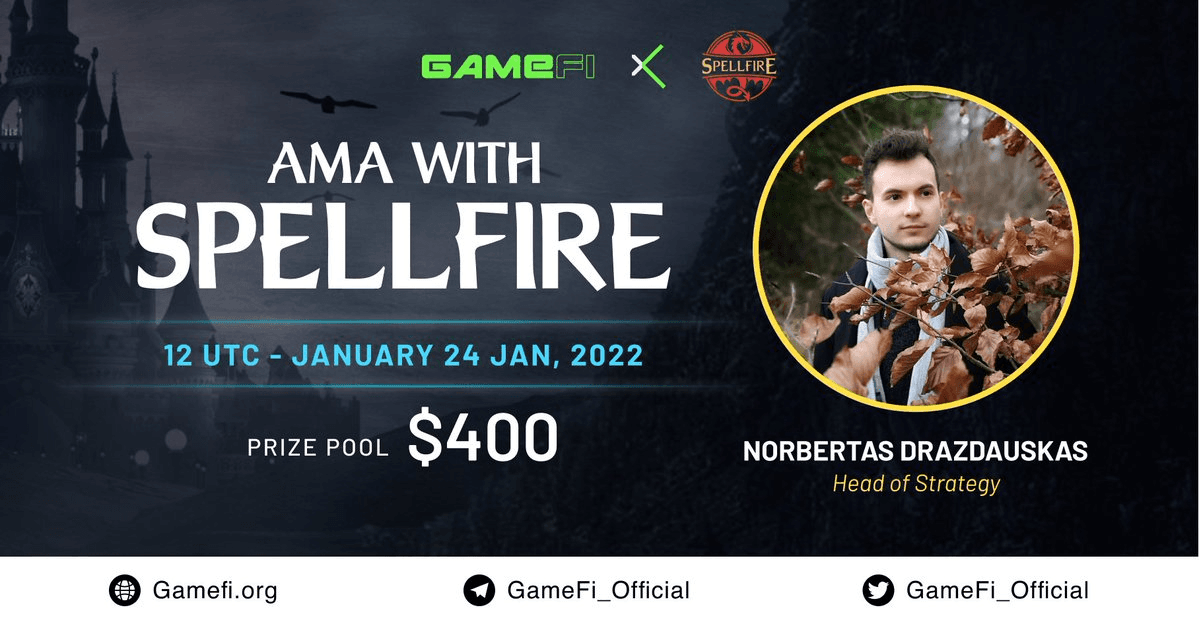 GAMEFI
SPELLFIRE
AMA WITH
SPELLFIRE
12 UTC - JANUARY 24 JAN, 2022
PRIZE POOL $400
NORBERTAS DRAZDAUSKAS
Head of Strategy
Gamefi.org
GameFi_Official
GameFi_Official